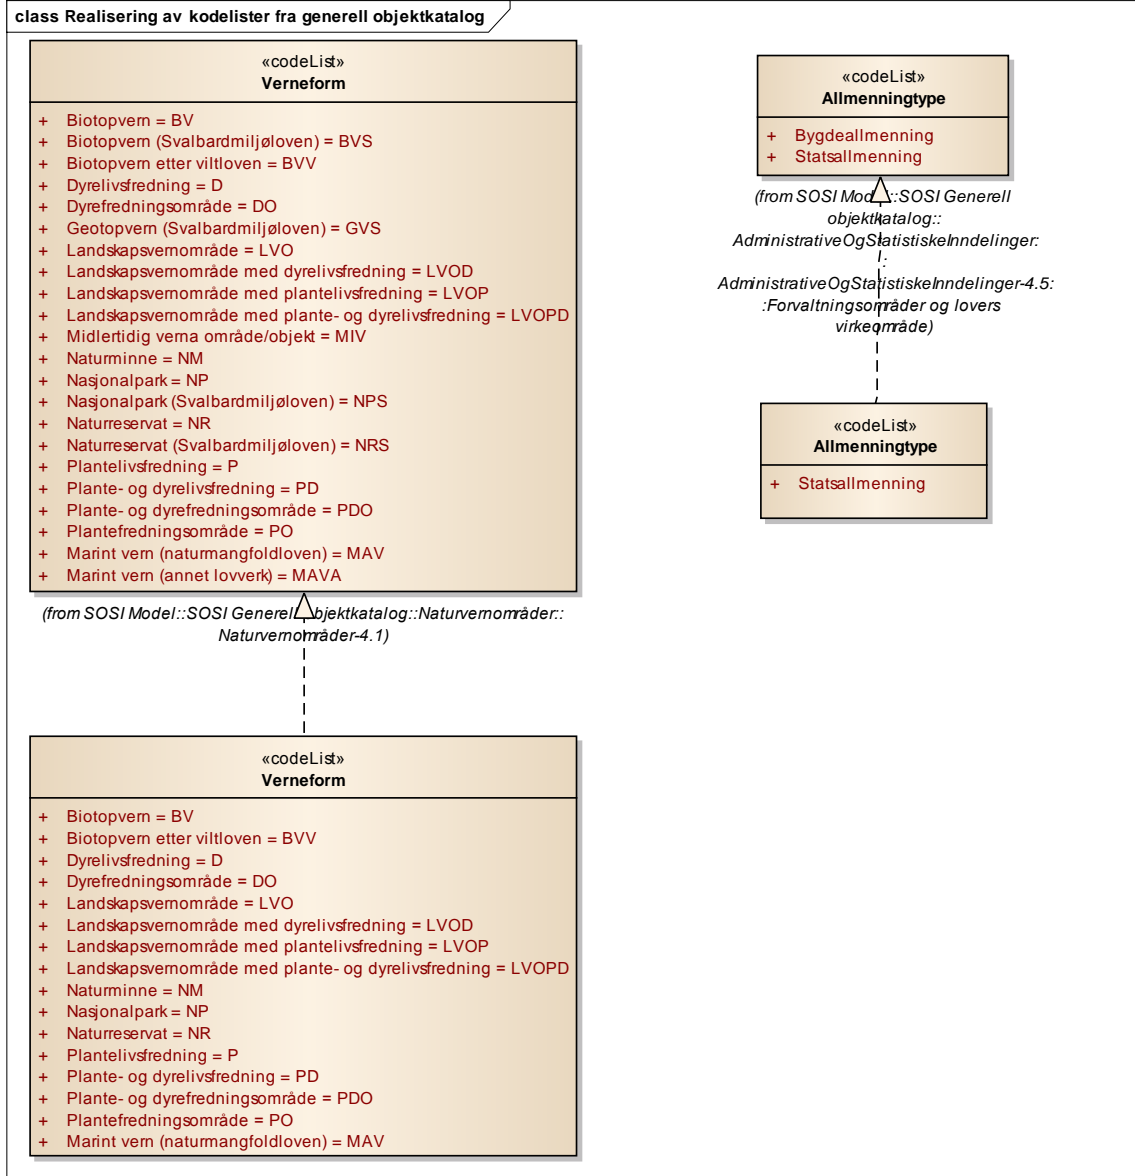 class Realisering av kodelister fra generell objektkatalog
«codeList»
Verneform
+ Biotopvern = BV
+ Biotopvern (Svalbardmiljøloven) = BVS
+ Biotopvern etter viltloven = BVV
+ Dyrelivsfredning = D
+ Dyrefredningsområde = DO
+ Geotopvern (Svalbardmiljøloven) = GVS
+ Landskapsvernområde = LVO
+ Landskapsvernområde med dyrelivsfredning = LVOD
+ Landskapsvernområde med plantelivsfredning = LVOP
+ Landskapsvernområde med plante- og dyrelivsfredning = LVOPD
+ Midlertidig verna område/objekt = MIV
+ Naturminne = NM
+ Nasjonalpark = NP
+ Nasjonalpark (Svalbardmiljøloven) = NPS
+ Naturreservat = NR
+ Naturreservat (Svalbardmiljøloven) = NRS
+ Plantelivsfredning = P
+ Plante- og dyrelivsfredning = PD
+ Plante- og dyrefredningsområde = PDO
+ Plantefredningsområde = PO
+ Marint vern (naturmangfoldloven) = MAV
+ Marint vern (annet lovverk) = MAVA
(from SOSI Model::SOSI Generell objektkatalog::Naturvernområder::
Naturvernområder-4.1)
«codeList»
Verneform
+ Biotopvern = BV
+ Biotopvern etter viltloven = BVV
+ Dyrelivsfredning = D
+ Dyrefredningsområde = DO
+ Landskapsvernområde = LVO
+ Landskapsvernområde med dyrelivsfredning = LVOD
+ Landskapsvernområde med plantelivsfredning = LVOP
+ Landskapsvernområde med plante- og dyrelivsfredning = LVOPD
+ Naturminne = NM
+ Nasjonalpark = NP
+ Naturreservat = NR
+ Plantelivsfredning = P
+ Plante- og dyrelivsfredning = PD
+ Plante- og dyrefredningsområde = PDO
+ Plantefredningsområde = PO
+ Marint vern (naturmangfoldloven) = MAV
«codeList»
Allmenningtype
+ Bygdeallmenning
+ Statsallmenning
(from SOSI Model::SOSI Generell
objektkatalog::
AdministrativeOgStatistiskeInndelinger:
:
AdministrativeOgStatistiskeInndelinger-4.5:
:Forvaltningsområder og lovers
virkeområde)
«codeList»
Allmenningtype
+ Statsallmenning